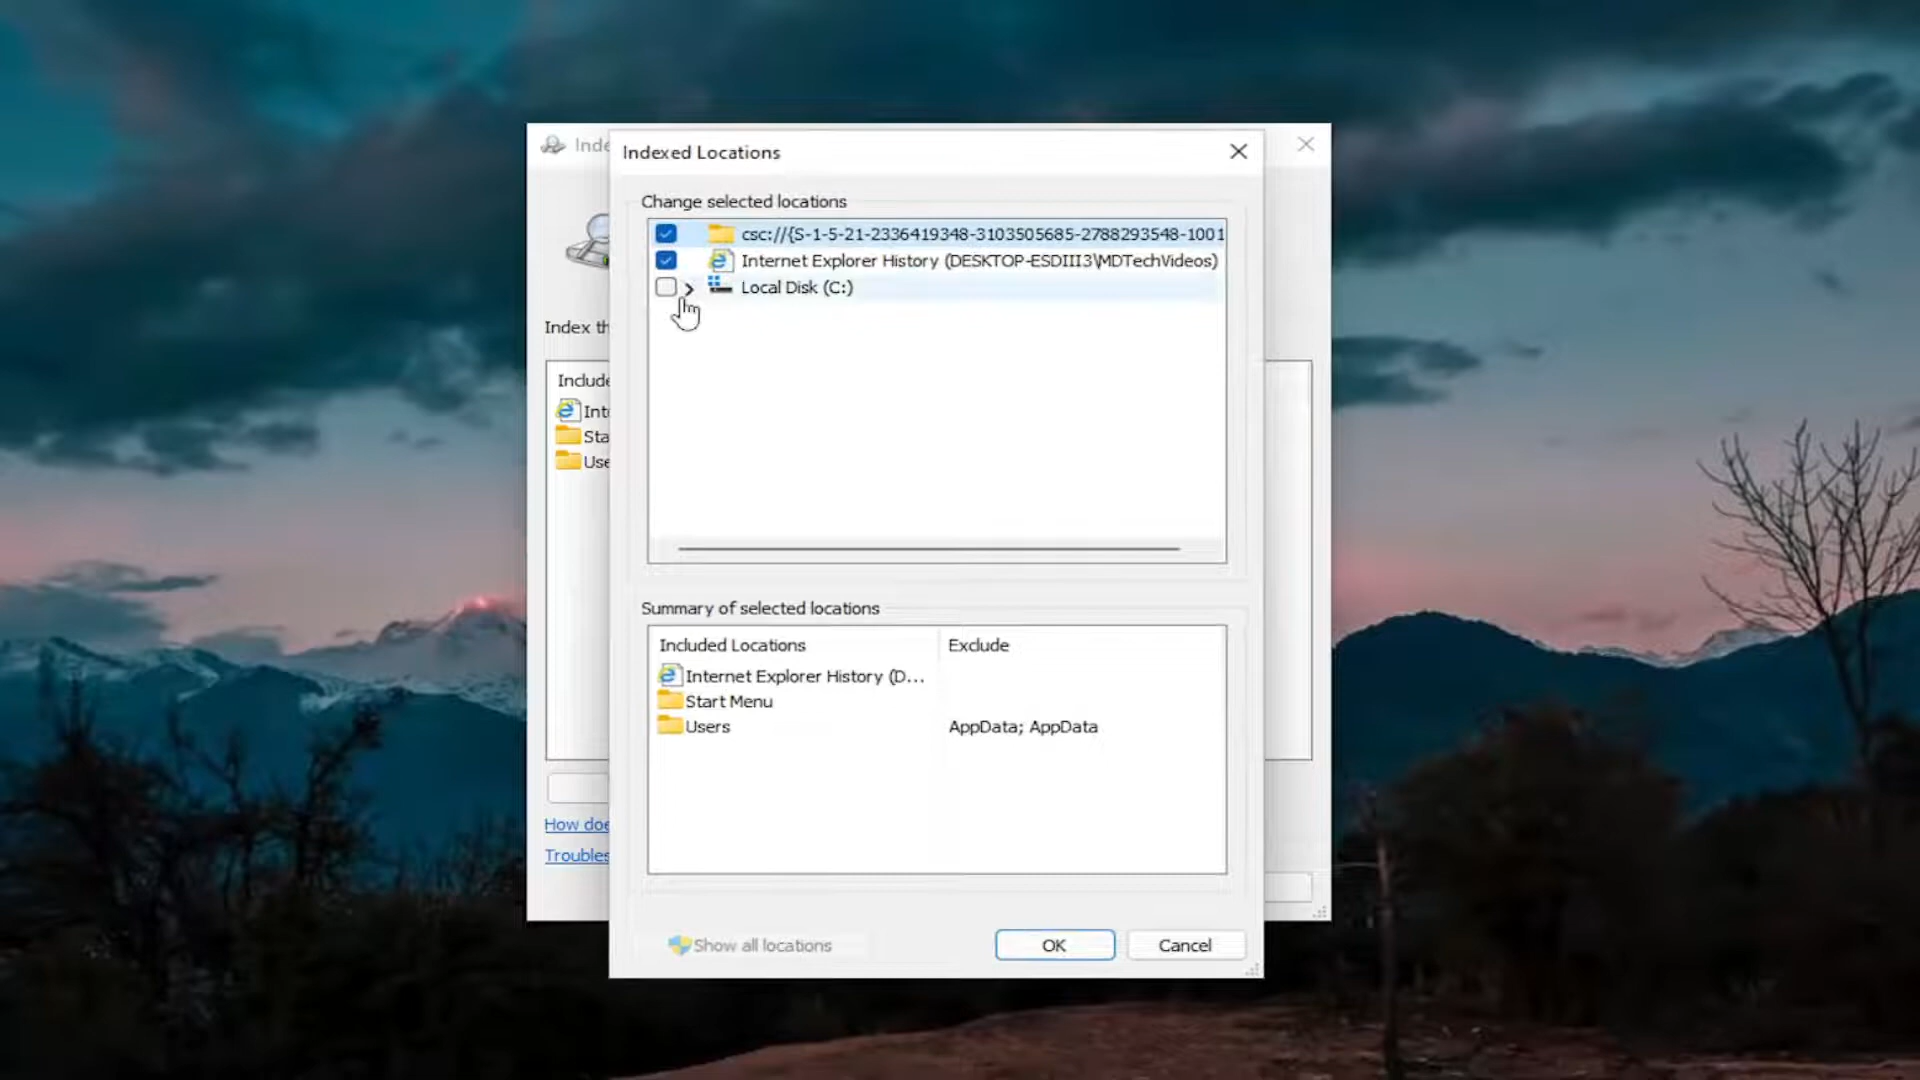 Inde
Indexed Locations
Change selected locations
csc://{S-1-5-21-2336419348-3103505685-2788293548-1001
Internet Explorer History (DESKTOP-ESDIII3\MDTechVideos)
Local Disk (C:)
Index th
Include
Int
Sta
Use
How doe
Troubles
Summary of selected locations
Included Locations Exclude
Internet Explorer History (D...
Start Menu
Users AppData; AppData
Show all locations OK Cancel